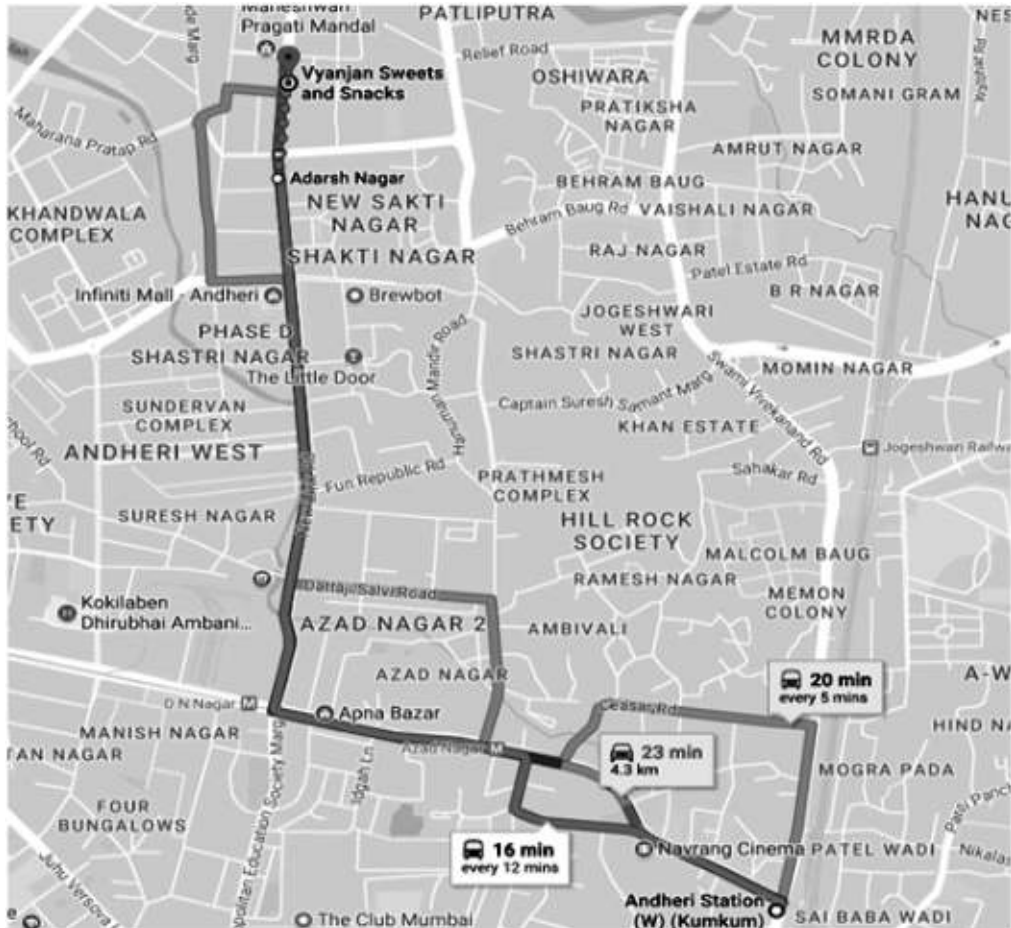 Maheshwari
Pragati Mandal
PATLIPUTRA
NES
MMRDA
COLONY
Relief Road
OSHIWARA
SOMANI GRAM
Vyanjan Sweets
and Snacks
PRATIKSHA
NAGAR
Maharana Pratap Rd
AMRUT NAGAR
Adarsh Nagar
BEHRAM BAUG
NEW SAKTI
NAGAR
HANU
NAG
KHANDWALA
COMPLEX
Behram Baug Rd
VAISHALI NAGAR
SHAKTI NAGAR
RAJ NAGAR
Patel Estate Rd
Infiniti Mall - Andheri
Brewbot
B R NAGAR
JOGESHWARI
WEST
PHASE D
SHASTRI NAGAR
The Little Door
Hanuman Mandir Road
SHASTRI NAGAR
MOMIN NAGAR
SUNDERVAN
COMPLEX
Captain Suresh Samant Marg
Swami Vivekanand Rd
KHAN ESTATE
ANDHERI WEST
Jogeshwari Railwa
Fun Republic Rd
PRATHMESH
COMPLEX
Sahakar Rd
ETY
SURESH NAGAR
HILL ROCK
SOCIETY
MALCOLM BAUG
RAMESH NAGAR
Dattaji Salvi Road
MEMON
COLONY
Kokilaben
Dhirubhai Ambani...
AZAD NAGAR 2
AMBIVALI
AZAD NAGAR
20 min
every 5 mins
A-W
D N Nagar M
Apna Bazar
Ceasar Rd
HIND NA
MANISH NAGAR
TAN NAGAR
Azad Nagar M
23 min
4.3 km
MOGRA PADA
Idgah Ln
FOUR
BUNGALOWS
Juhu Versova
16 min
every 12 mins
Navrang Cinema
PATEL WADI
Nikalas
Andheri Station
(W) (Kumkum)
SAI BABA WADI
The Club Mumbai